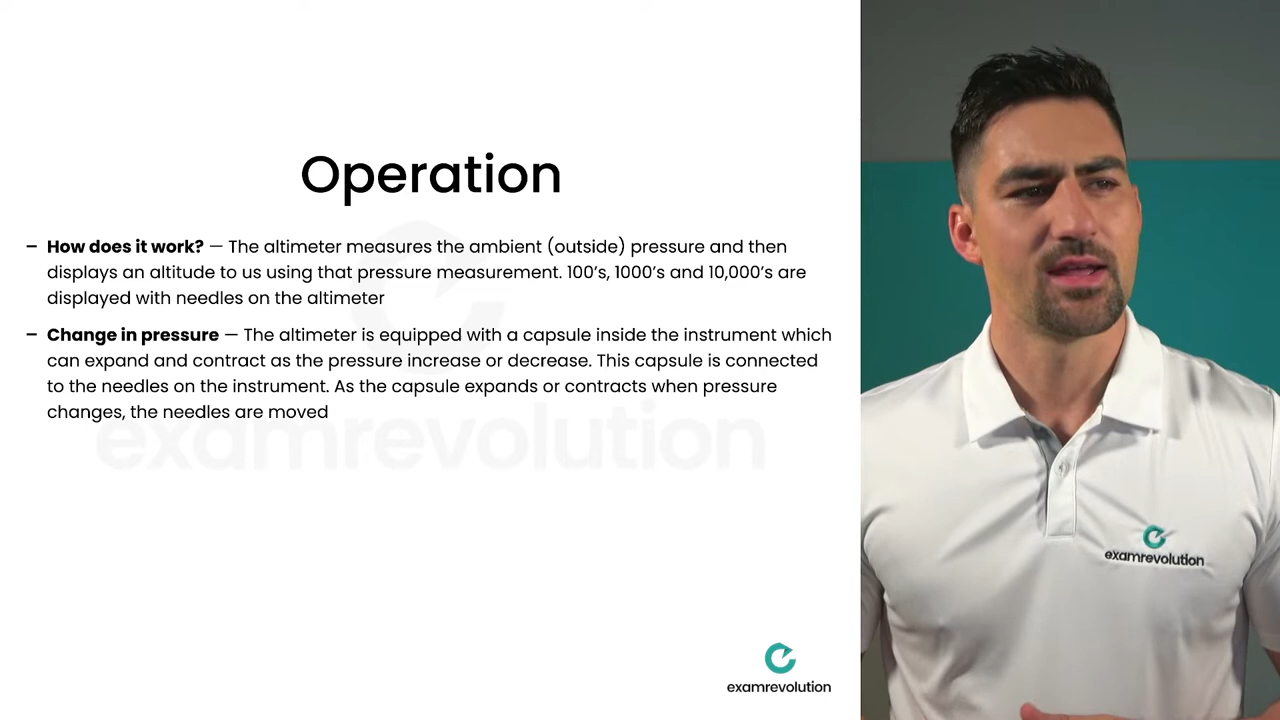 Operation
– How does it work? — The altimeter measures the ambient (outside) pressure and then
displays an altitude to us using that pressure measurement. 100's, 1000's and 10,000's are
displayed with needles on the altimeter
– Change in pressure — The altimeter is equipped with a capsule inside the instrument which
can expand and contract as the pressure increase or decrease. This capsule is connected
to the needles on the instrument. As the capsule expands or contracts when pressure
changes, the needles are moved
examrevolution
examrevolution
examrevolution